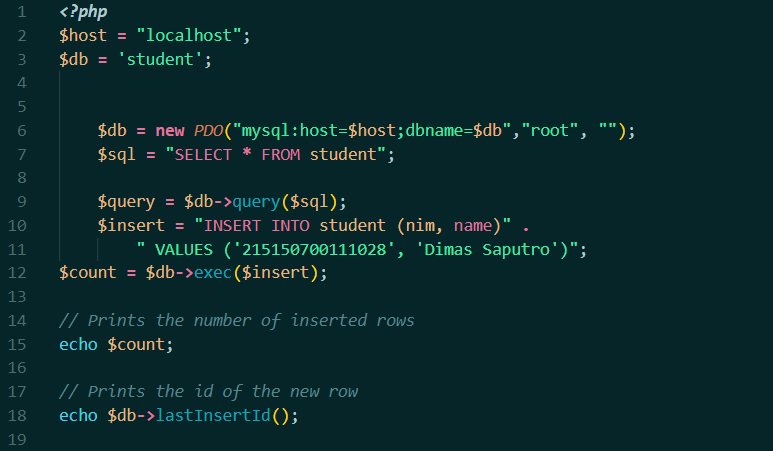 1 <?php
2 $host = "localhost";
3 $db = 'student';
4
5
6 $db = new PDO("mysql:host=$host;dbname=$db","root", "");
7 $sql = "SELECT * FROM student";
8
9 $query = $db->query($sql);
10 $insert = "INSERT INTO student (nim, name)" .
11 " VALUES ('215150700111028', 'Dimas Saputro')";
12 $count = $db->exec($insert);
13
14 // Prints the number of inserted rows
15 echo $count;
16
17 // Prints the id of the new row
18 echo $db->lastInsertId();
19